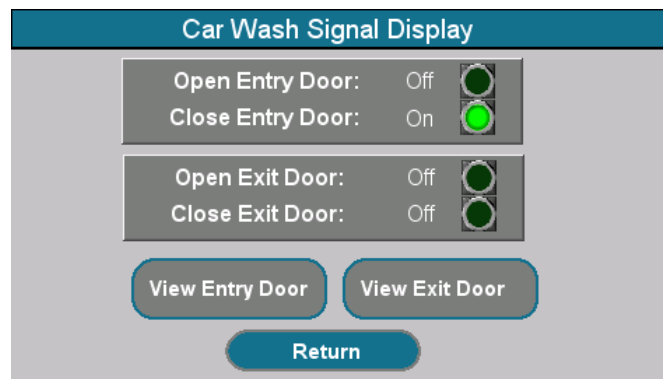 Car Wash Signal Display
Open Entry Door: Off
Close Entry Door: On
Open Exit Door: Off
Close Exit Door: Off
View Entry Door View Exit Door
Return